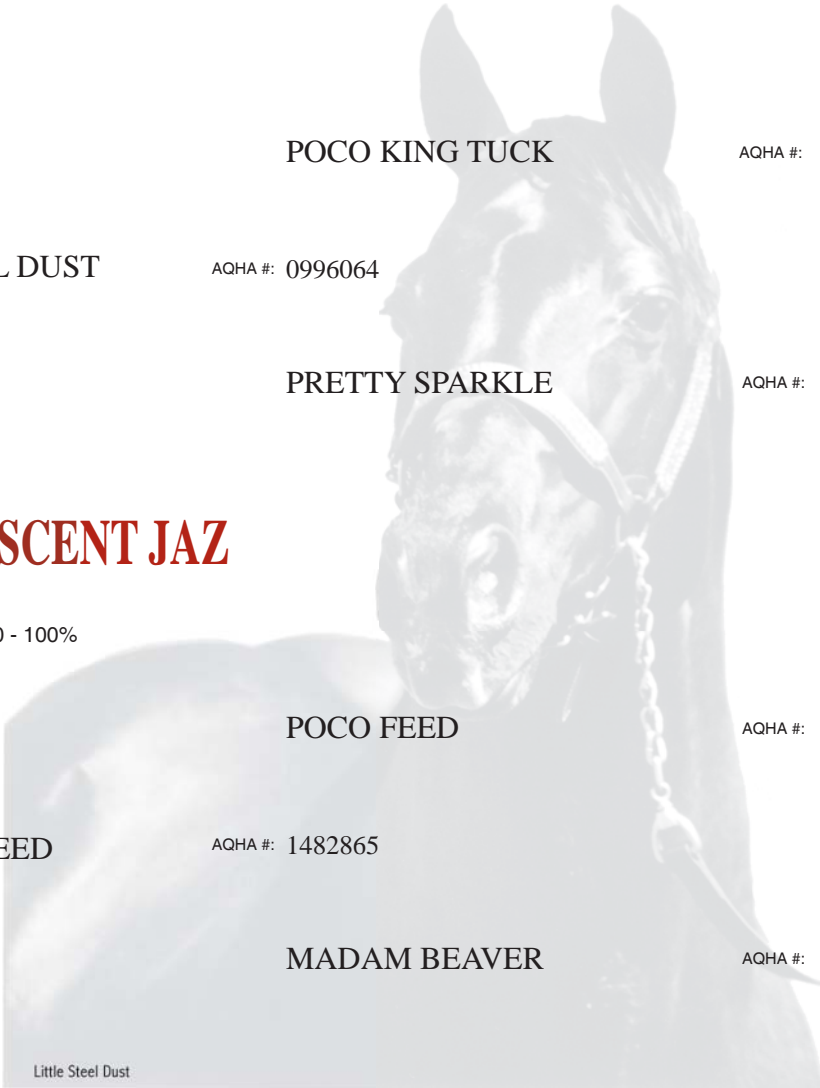 POCO KING TUCK AQHA #:
L DUST AQHA #: 0996064
PRETTY SPARKLE AQHA #:
SCENT JAZ
- 100%
POCO FEED AQHA #:
EED AQHA #: 1482865
MADAM BEAVER AQHA #:
Little Steel Dust